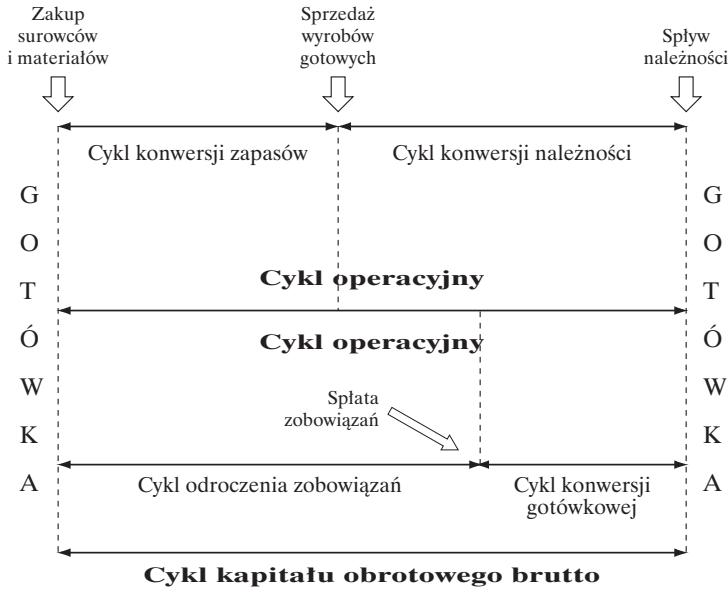 Zakup
surowców
i materiałów
Sprzedaż
wyrobów
gotowych
Spływ
należności
Cykl konwersji zapasów
Cykl konwersji należności
G
O
T
Ó
W
K
A
G
O
T
Ó
W
K
A
Cykl operacyjny
Cykl operacyjny
Spłata
zobowiązań
Cykl odroczenia zobowiązań
Cykl konwersji
gotówkowej
Cykl kapitału obrotowego brutto